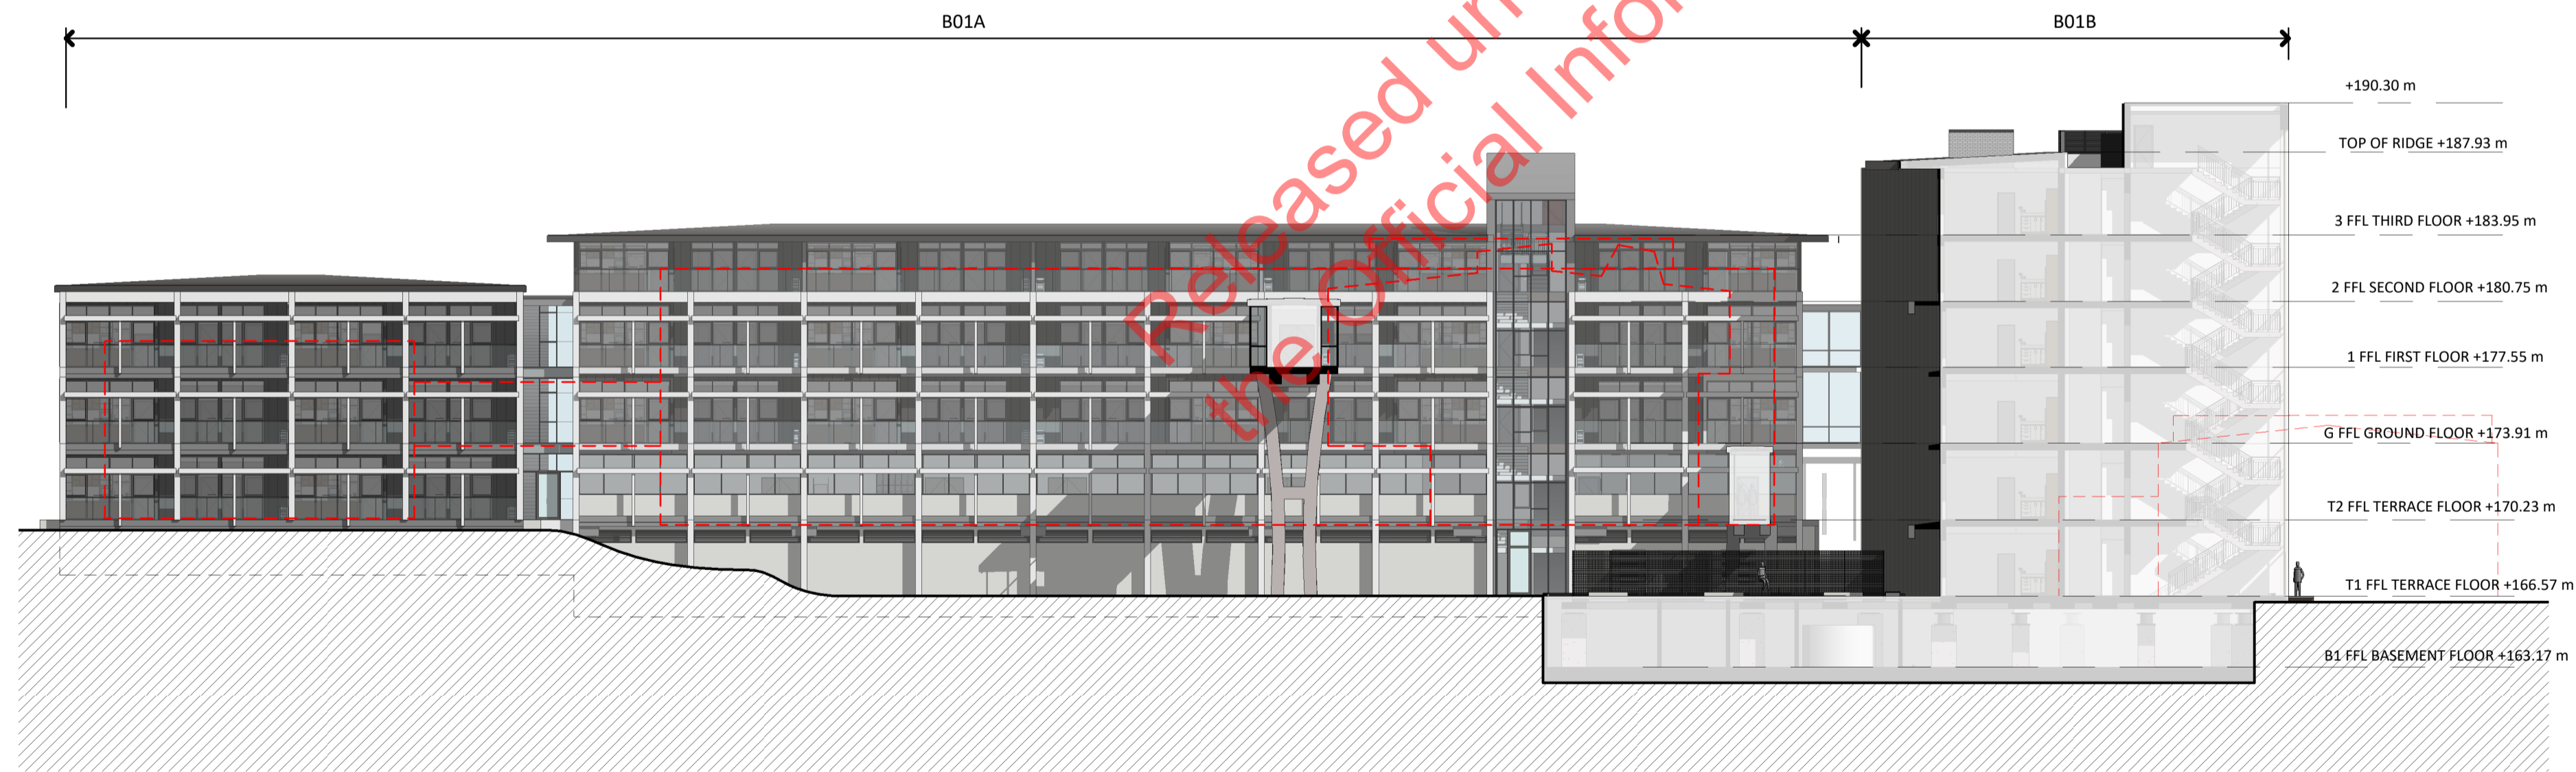 B01A
B01B
+190.30 m
TOP OF RIDGE +187.93 m
3 FFL THIRD FLOOR +183.95 m
2 FFL SECOND FLOOR +180.75 m
1 FFL FIRST FLOOR +177.55 m
G FFL GROUND FLOOR +173.91 m
T2 FFL TERRACE FLOOR +170.23 m
T1 FFL TERRACE FLOOR +166.57 m
B1 FFL BASEMENT FLOOR +163.17 m
Released
the Official